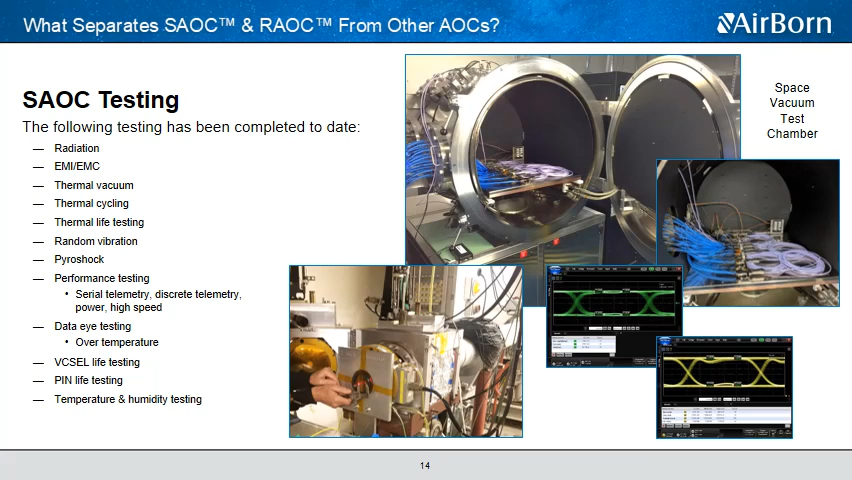 What Separates SAOC™ & RAOC™ From Other AOCs?
AirBorn
SAOC Testing
The following testing has been completed to date:
— Radiation
— EMI/EMC
— Thermal vacuum
— Thermal cycling
— Thermal life testing
— Random vibration
— Pyroshock
— Performance testing
• Serial telemetry, discrete telemetry,
power, high speed
— Data eye testing
• Over temperature
— VCSEL life testing
— PIN life testing
— Temperature & humidity testing
Space
Vacuum
Test
Chamber
14